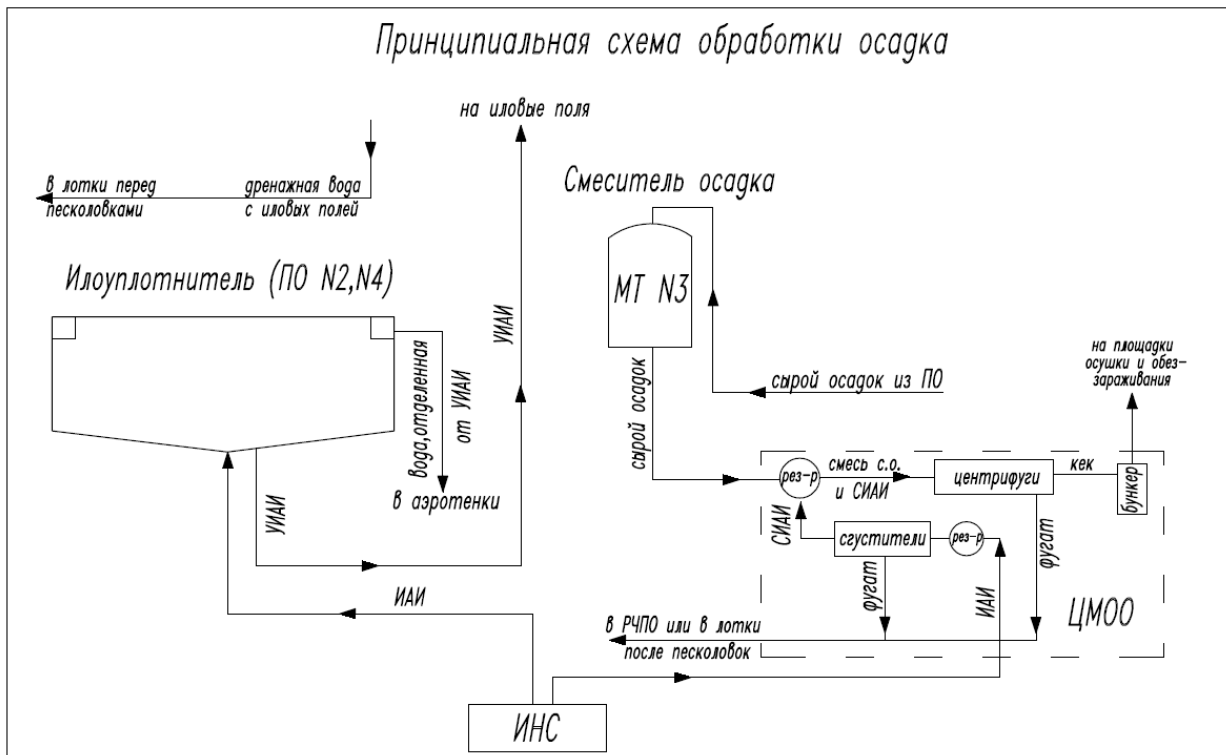 Принципиальная схема обработки осадка
на иловые поля
в лотки перед
песколовками
дренажная вода
с иловых полей
Смеситель осадка
Илоуплотнитель (ПО N2,N4)
МТ N3
УИАИ
вода,отделенная
от УИАИ
в аэротенки
УИАИ
ИАИ
ИНС
сырой осадок
сырой осадок из ПО
на площадки
осушки и обез-
зараживания
рез-р
смесь с.о.
и СИАИ
центрифуги
кек
бункер
СИАИ
сгустители
рез-р
фугат
фугат
ИАИ
ЦМОО
в РЧПО или в лотки
после песколовок